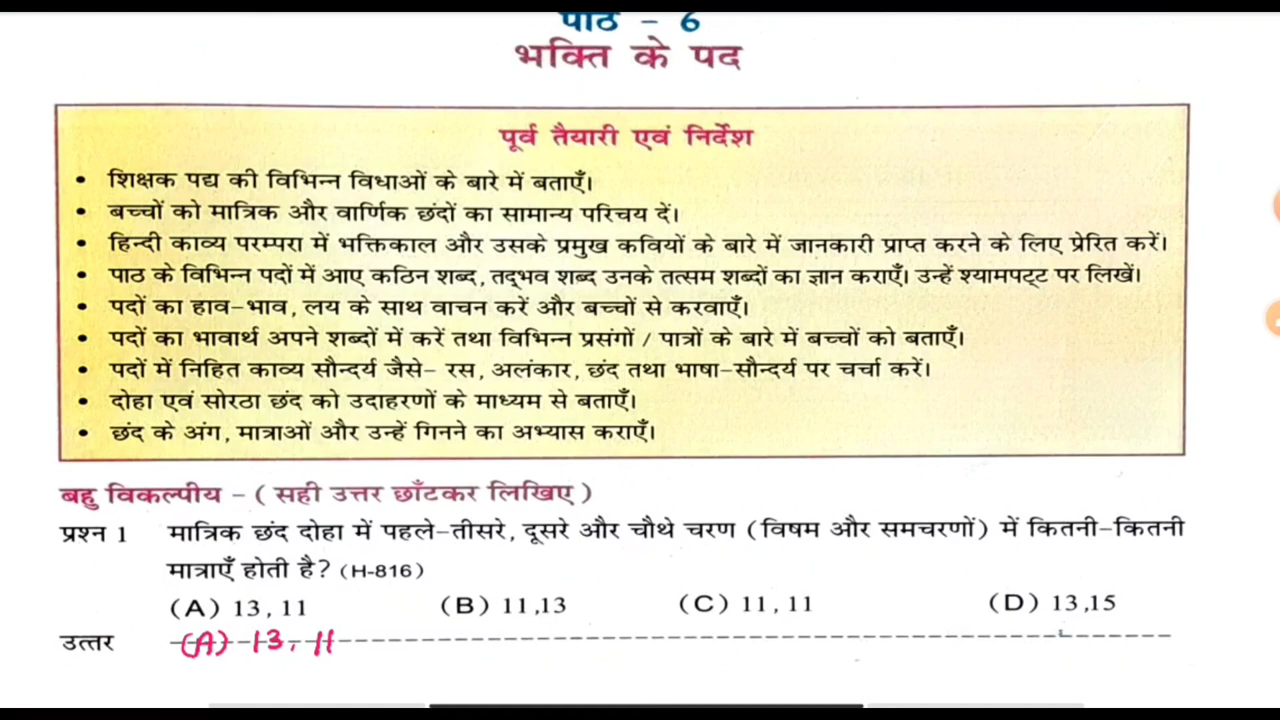 पाठ – 6
भक्ति के पद
पूर्व तैयारी एवं निर्देश
• शिक्षक पद्य की विभिन्न विधाओं के बारे में बताएँ।
• बच्चों को मात्रिक और वार्णिक छंदों का सामान्य परिचय दें।
• हिन्दी काव्य परम्परा में भक्तिकाल और उसके प्रमुख कवियों के बारे में जानकारी प्राप्त करने के लिए प्रेरित करें।
• पाठ के विभिन्न पदों में आए कठिन शब्द, तद्भव शब्द उनके तत्सम शब्दों का ज्ञान कराएँ। उन्हें श्यामपट्ट पर लिखें।
• पदों का हाव-भाव, लय के साथ वाचन करें और बच्चों से करवाएँ।
• पदों का भावार्थ अपने शब्दों में करें तथा विभिन्न प्रसंगों / पात्रों के बारे में बच्चों को बताएँ।
• पदों में निहित काव्य सौन्दर्य जैसे- रस, अलंकार, छंद तथा भाषा-सौन्दर्य पर चर्चा करें।
• दोहा एवं सोरठा छंद को उदाहरणों के माध्यम से बताएँ।
• छंद के अंग, मात्राओं और उन्हें गिनने का अभ्यास कराएँ।
बहु विकल्पीय – ( सही उत्तर छाँटकर लिखिए )
प्रश्न 1 मात्रिक छंद दोहा में पहले-तीसरे, दूसरे और चौथे चरण (विषम और समचरणों) में कितनी-कितनी
मात्राएँ होती है? (H-816)
(A) 13, 11 (B) 11,13 (C) 11, 11 (D) 13,15
उत्तर (A) 13, 11